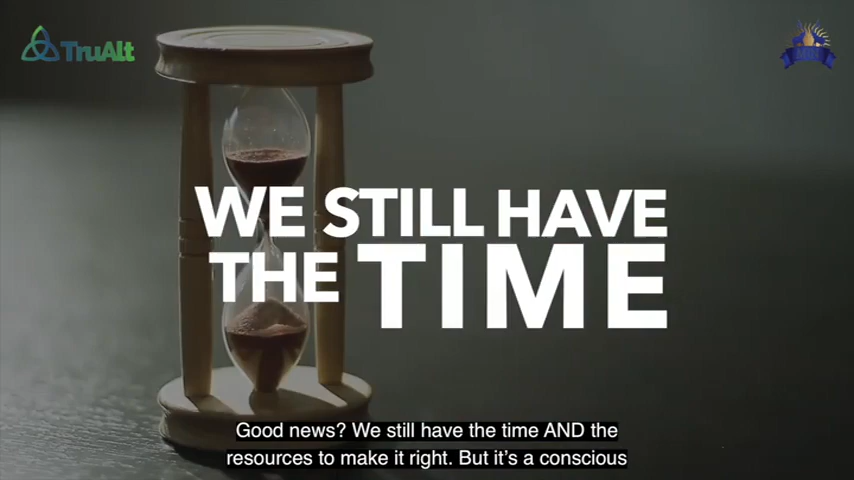 TruAlt
WE STILL HAVE
THE TIME
Good news? We still have the time AND the
resources to make it right. But it's a conscious